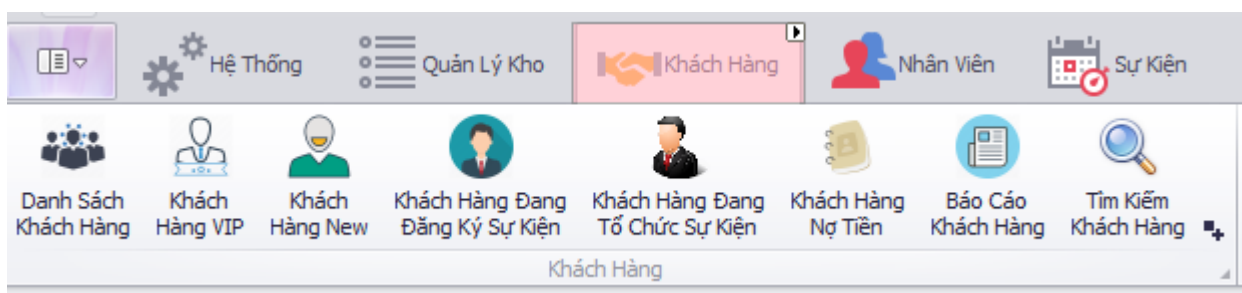 Hệ Thống
Quản Lý Kho
Khách Hàng
Nhân Viên
Sự Kiện
Danh Sách
Khách Hàng
Khách
Hàng VIP
Khách
Hàng New
Khách Hàng Đang
Đăng Ký Sự Kiện
Khách Hàng Đang
Tổ Chức Sự Kiện
Khách Hàng
Nợ Tiền
Báo Cáo
Khách Hàng
Tìm Kiếm
Khách Hàng
Khách Hàng